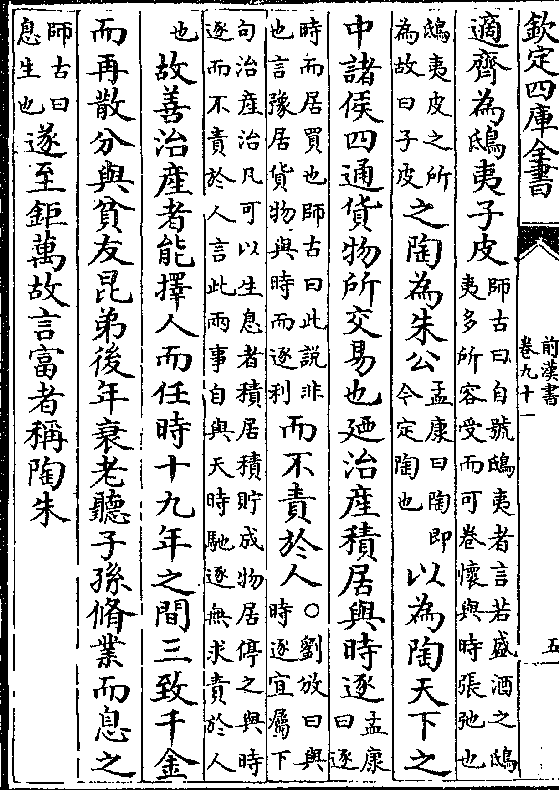 欽定四庫全書
前漢書
卷九十一
五
適齊為鴟夷子皮師古曰自號鴟夷者言若盛酒之鴟
夷多所容受而可卷懷與時張弛也
鴟夷皮之所
為故曰子皮之陶為朱公孟康曰陶即
令定陶也以為陶天下之
中諸侯四通貨物所交易也廼治產積居與時逐孟康
曰逐
時而居買也師古曰此說非
也言豫居貨物與時而逐利而不責於人○劉攽曰與
時逐宜屬下
句治產治凡可以生息者積居積貯成物居停之與時
逐而不責於人言此兩事自與天時馳逐無求責於人
也故善治產者能擇人而任時十九年之間三致千金
而再散分與貧友昆弟後年衰老聽子孫脩業而息之
師古曰
息生也遂至鉅萬故言富者稱陶朱